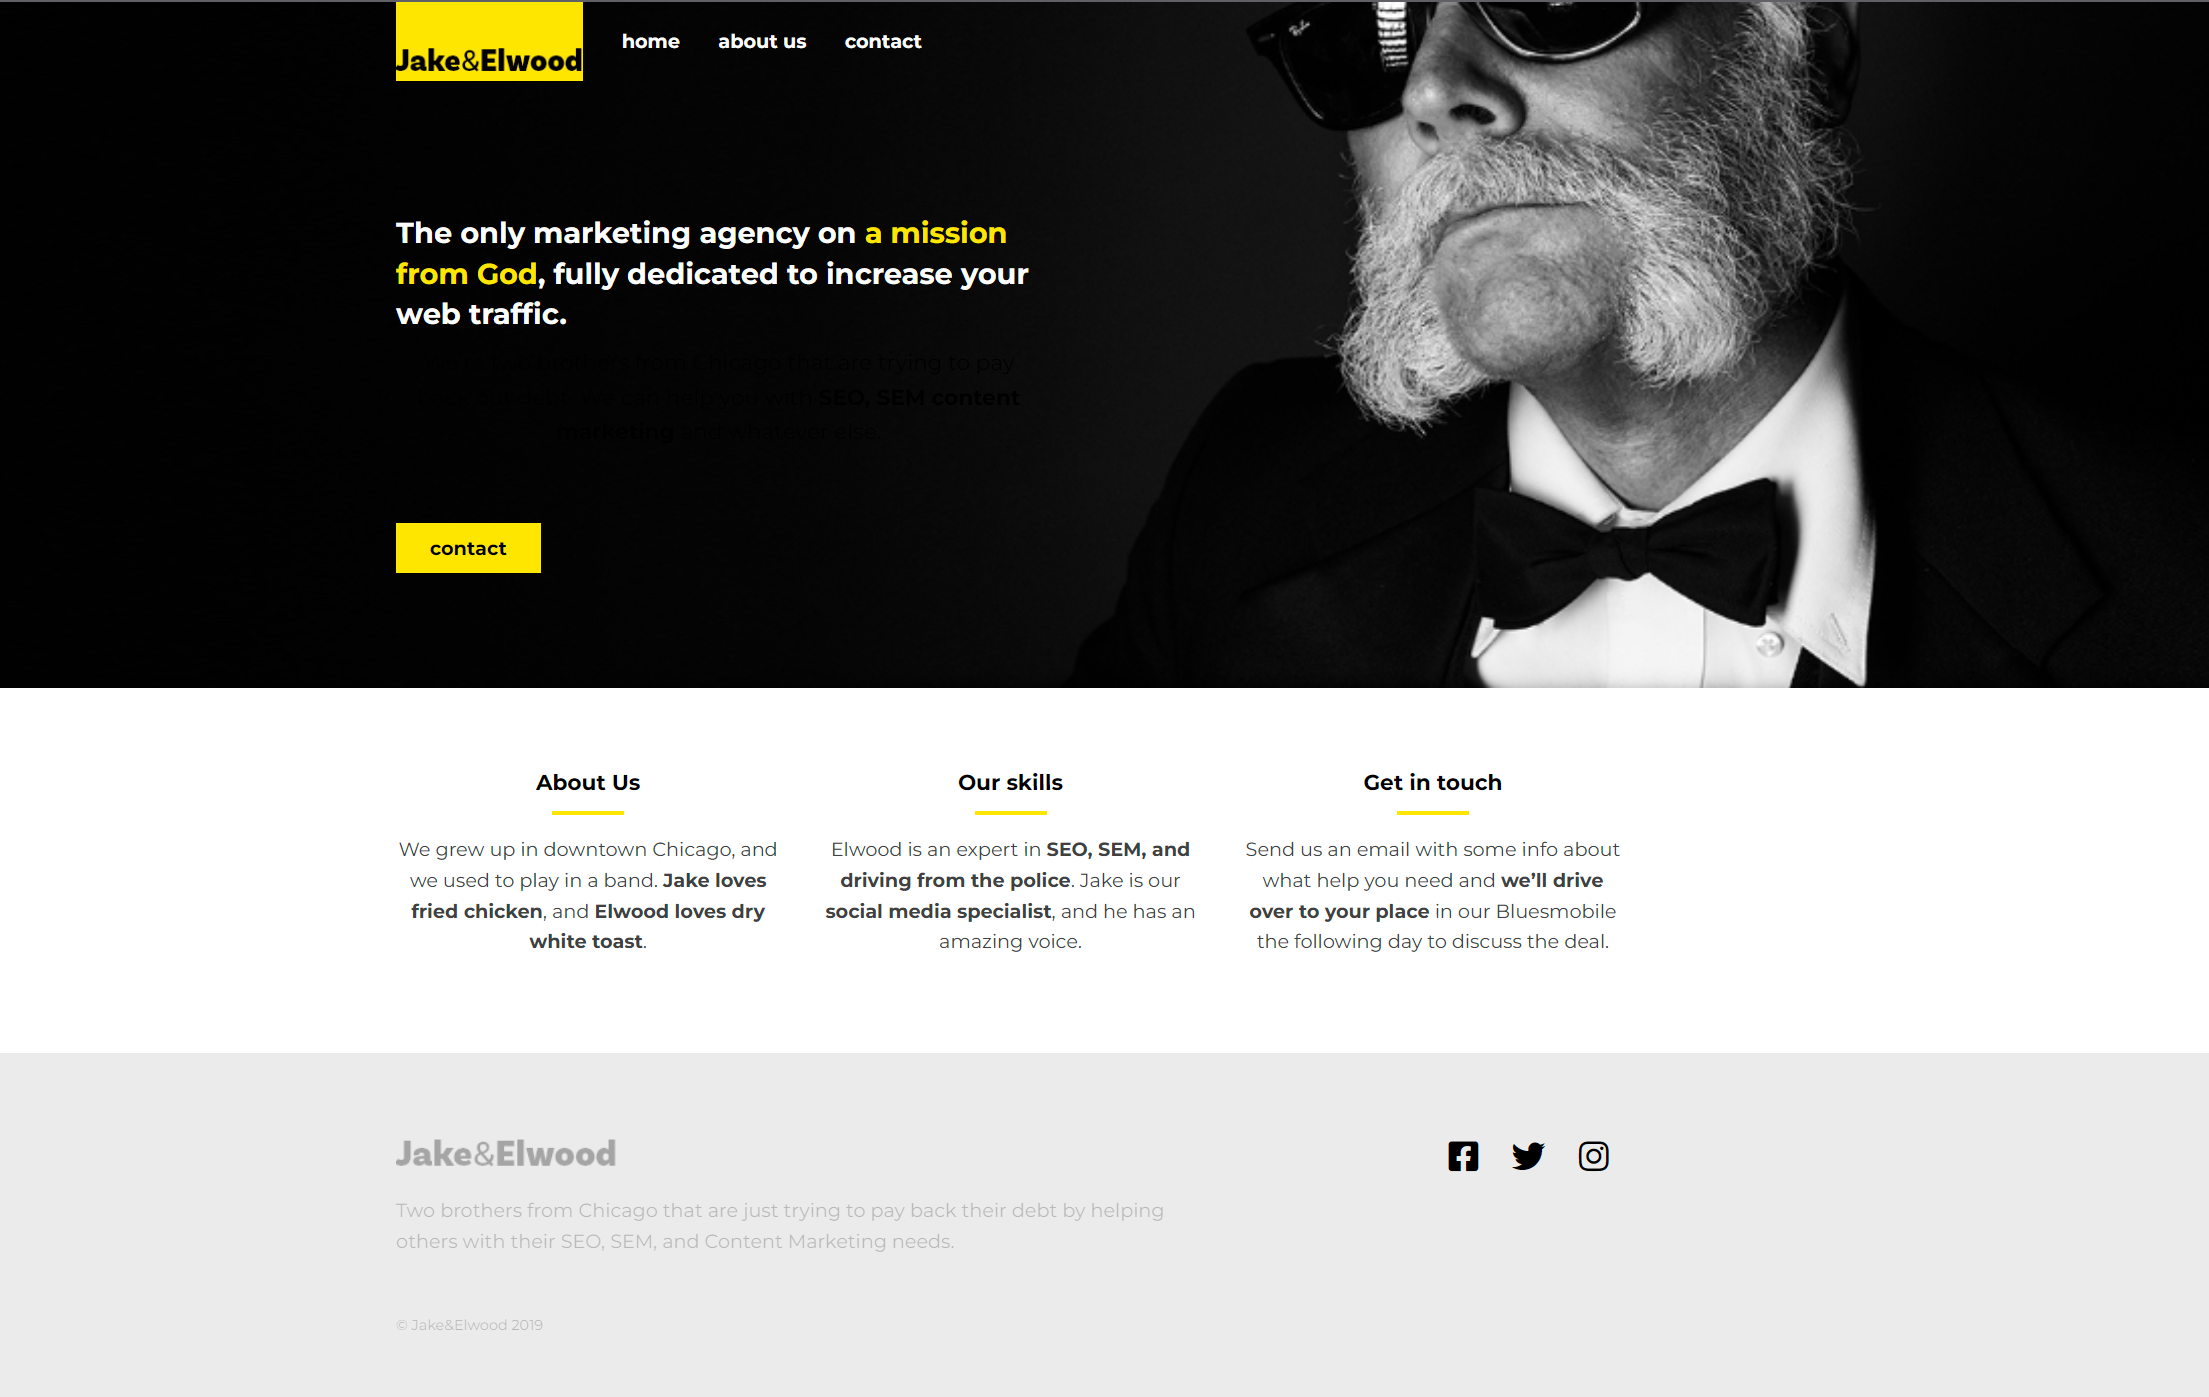 Jake&Elwood
home about us contact
Ray-Ban
The only marketing agency on a mission
from God, fully dedicated to increase your
web traffic.
two brothers from Chicago that are trying to pay
We can help you with SEO, SEM content
marketing and whatever else.
contact
About Us
We grew up in downtown Chicago, and
we used to play in a band. Jake loves
fried chicken, and Elwood loves dry
white toast.
Our skills
Elwood is an expert in SEO, SEM, and
driving from the police. Jake is our
social media specialist, and he has an
amazing voice.
Get in touch
Send us an email with some info about
what help you need and we’ll drive
over to your place in our Bluesmobile
the following day to discuss the deal.
Jake&Elwood
Two brothers from Chicago that are just trying to pay back their debt by helping
others with their SEO, SEM, and Content Marketing needs.
© Jake&Elwood 2019